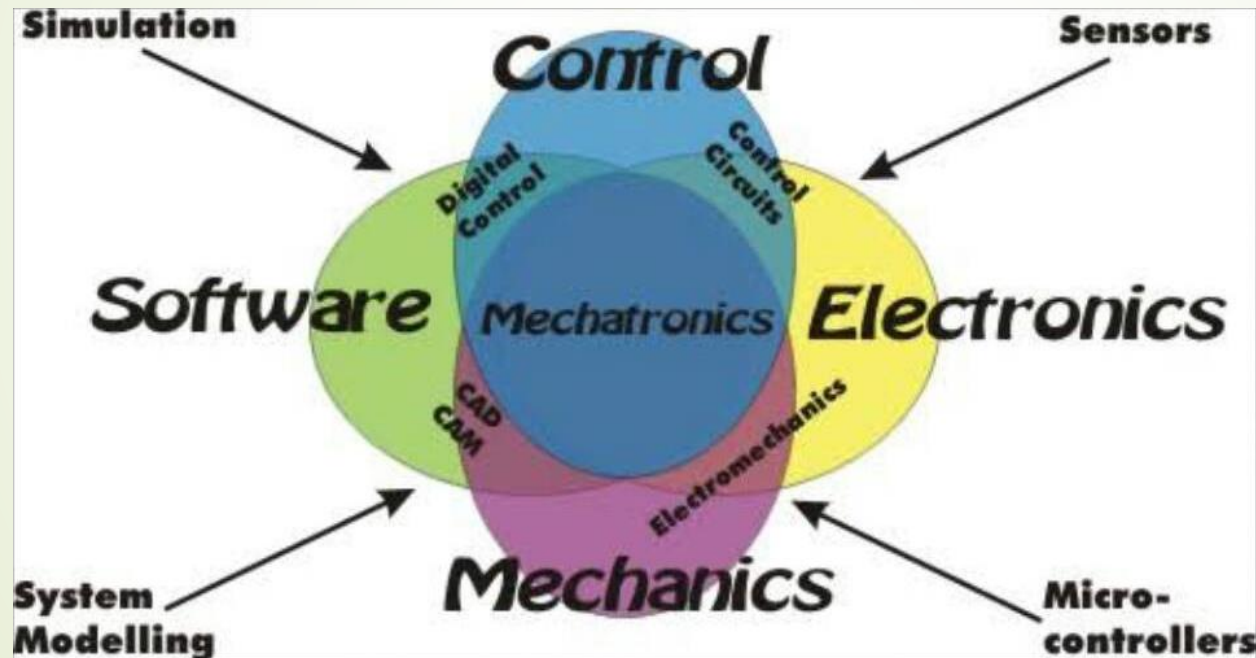 Simulation
Sensors
Control
Digital
Control
Control
Circuits
Software
Mechatronics
Electronics
CAD
CAM
Electromechanics
Mechanics
System
Modelling
Micro-
controllers